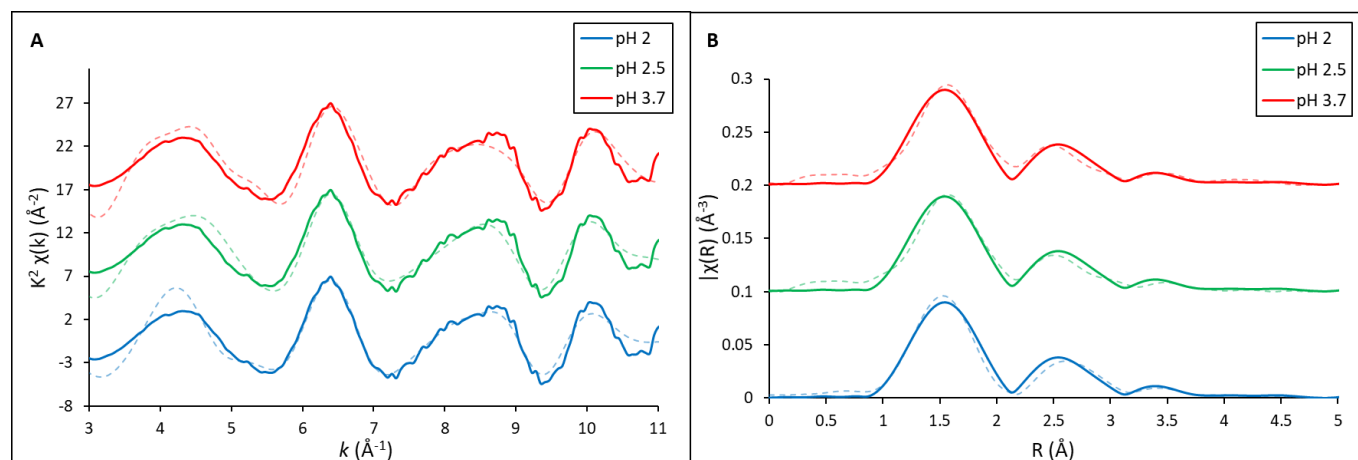 A
pH 2
pH 2.5
pH 3.7
K² χ(k) (Å⁻²)
27
22
17
12
7
2
-3
-8
3 4 5 6 7 8 9 10 11
k (Å⁻¹)
B
pH 2
pH 2.5
pH 3.7
|χ(R) (Å⁻³)
0.3
0.25
0.2
0.15
0.1
0.05
0
0 0.5 1 1.5 2 2.5 3 3.5 4 4.5 5
R (Å)